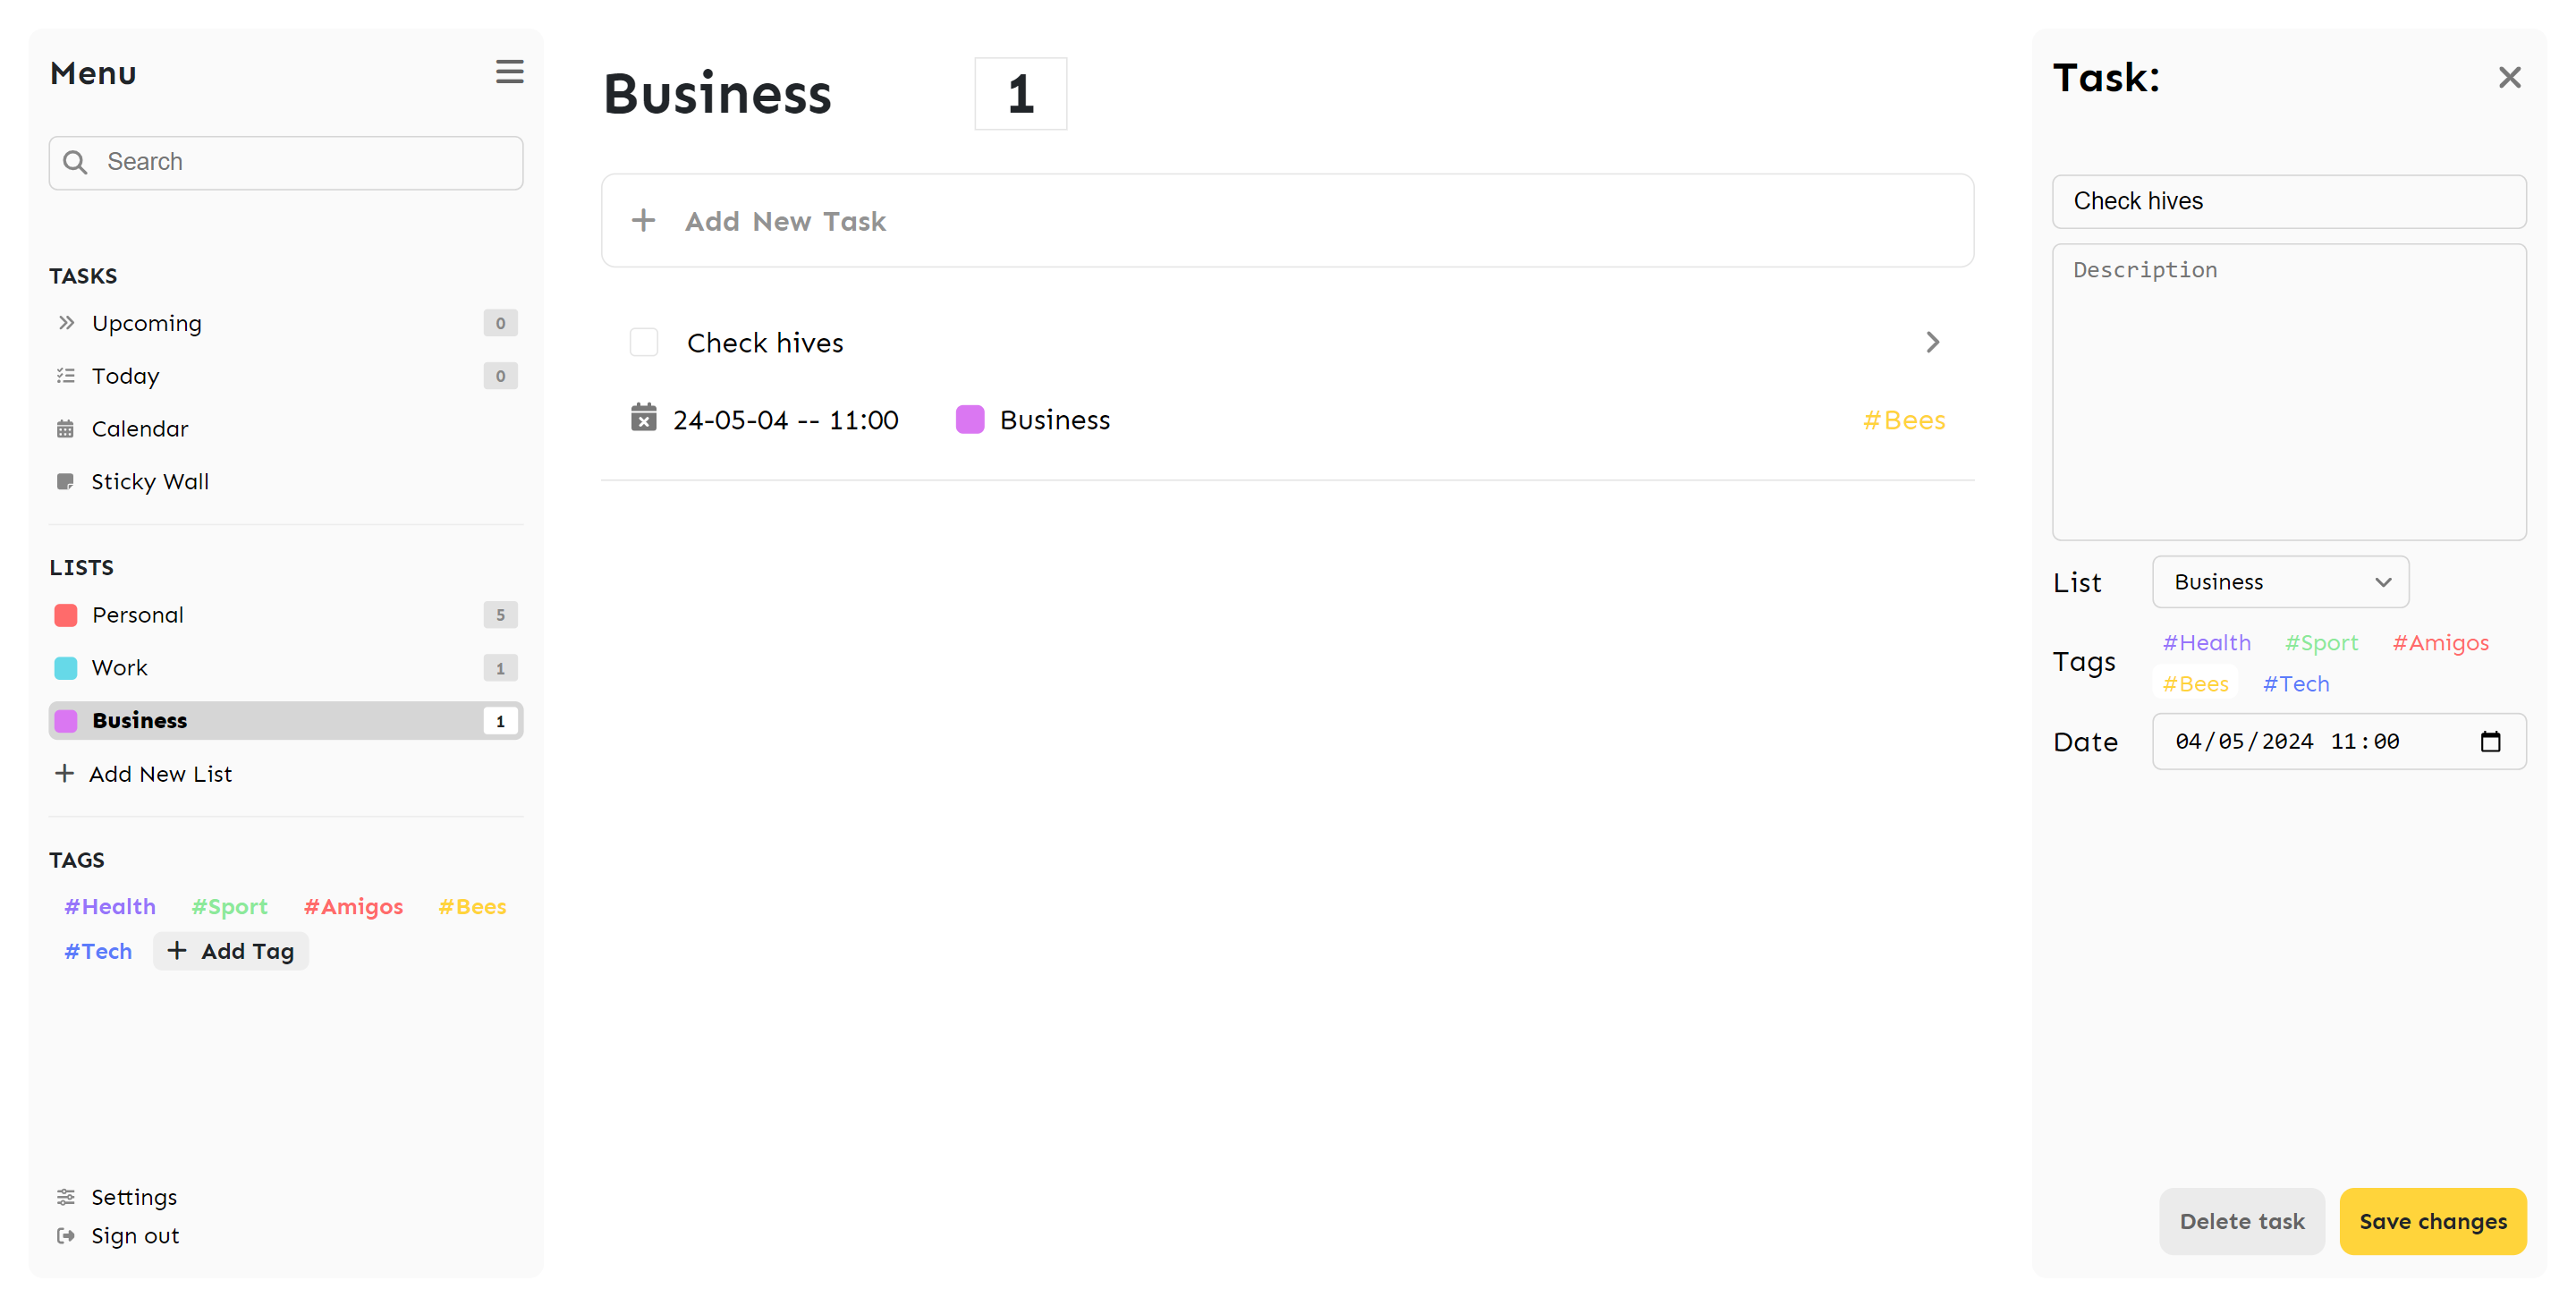 Menu
Search
TASKS
Upcoming 0
Today 0
Calendar
Sticky Wall
LISTS
Personal 5
Work 1
Business 1
Add New List
TAGS
#Health #Sport #Amigos #Bees
#Tech + Add Tag
Settings
Sign out
Business 1
+ Add New Task
Check hives
24-05-04 -- 11:00 Business #Bees
Task:
Check hives
Description
List Business
Tags #Health #Sport #Amigos
#Bees #Tech
Date 04/05/2024 11:00
Delete task Save changes